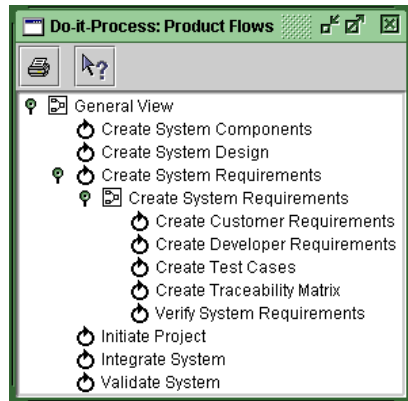 Do-it-Process: Product Flows
?
General View
Create System Components
Create System Design
Create System Requirements
Create System Requirements
Create Customer Requirements
Create Developer Requirements
Create Test Cases
Create Traceability Matrix
Verify System Requirements
Initiate Project
Integrate System
Validate System